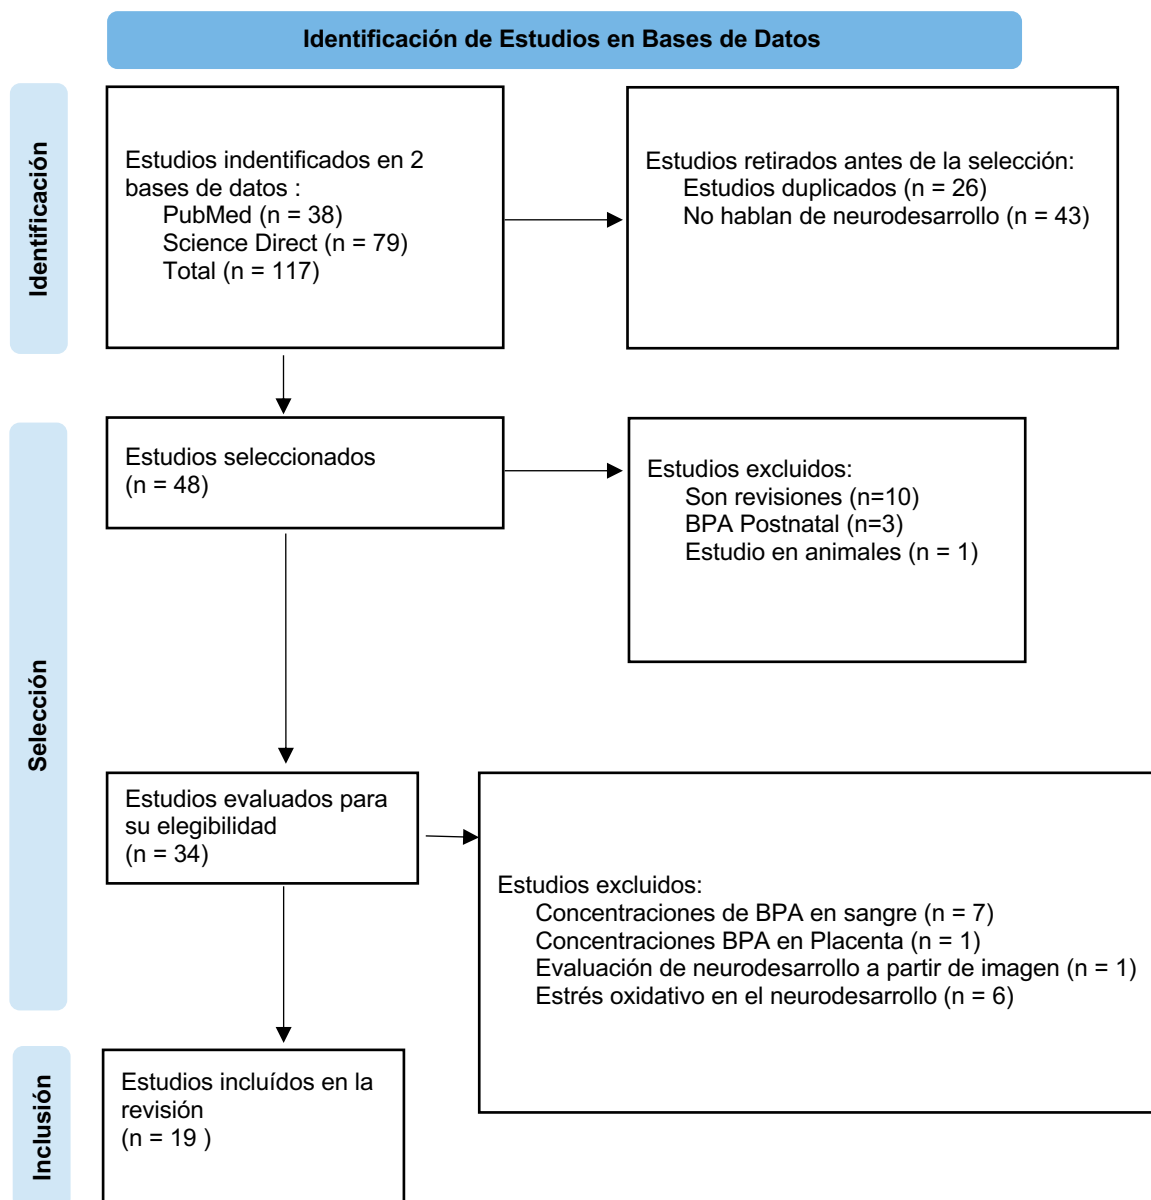 Identificación de Estudios en Bases de Datos
Identificación
Estudios indentificados en 2
bases de datos :
PubMed (n = 38)
Science Direct (n = 79)
Total (n = 117)
Estudios retirados antes de la selección:
Estudios duplicados (n = 26)
No hablan de neurodesarrollo (n = 43)
Selección
Estudios seleccionados
(n = 48)
Estudios excluidos:
Son revisiones (n=10)
BPA Postnatal (n=3)
Estudio en animales (n = 1)
Estudios evaluados para
su elegibilidad
(n = 34)
Estudios excluidos:
Concentraciones de BPA en sangre (n = 7)
Concentraciones BPA en Placenta (n = 1)
Evaluación de neurodesarrollo a partir de imagen (n = 1)
Estrés oxidativo en el neurodesarrollo (n = 6)
Inclusión
Estudios incluídos en la
revisión
(n = 19 )